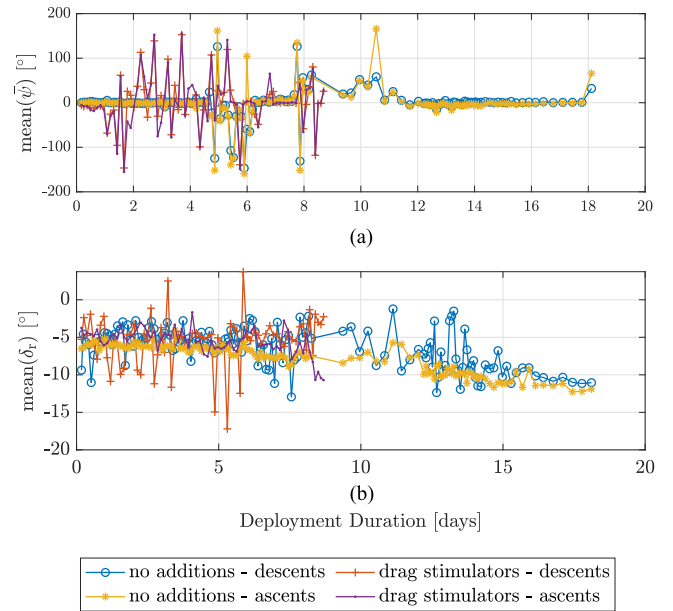 200
100
0
-100
-200
mean(ψ̄) [°]
0 2 4 6 8 10 12 14 16 18 20
(a)
0
-5
-10
-15
-20
mean(δr) [°]
0 5 10 15 20
(b)
Deployment Duration [days]
no additions - descents drag stimulators - descents
no additions - ascents drag stimulators - ascents